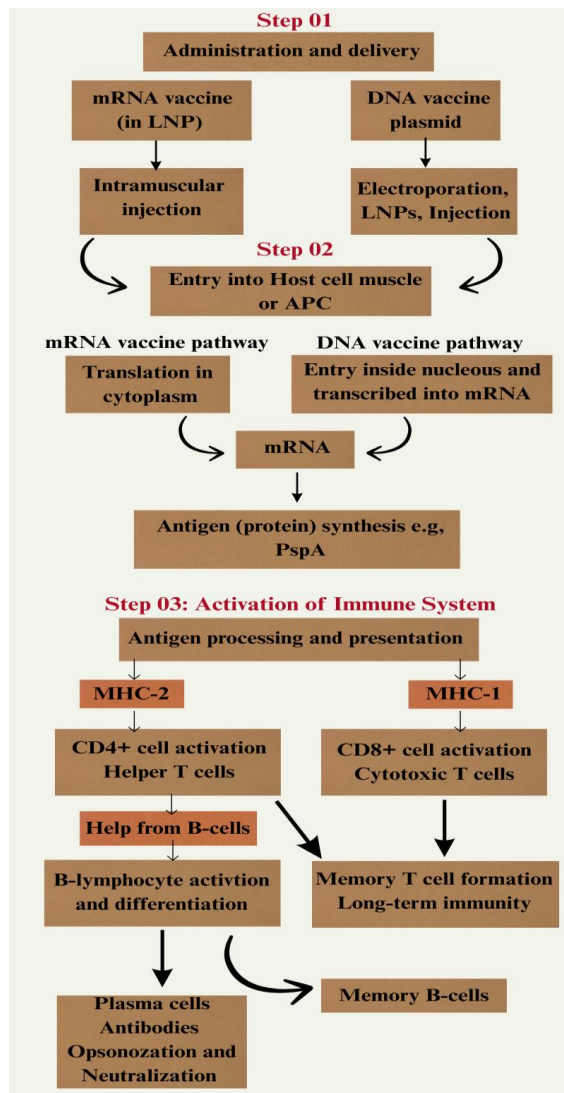 Step 01
Administration and delivery
mRNA vaccine
(in LNP)
DNA vaccine
plasmid
Intramuscular
injection
Electroporation,
LNPs, Injection
Step 02
Entry into Host cell muscle
or APC
mRNA vaccine pathway
DNA vaccine pathway
Translation in
cytoplasm
Entry inside nucleous and
transcribed into mRNA
mRNA
Antigen (protein) synthesis e.g,
PspA
Step 03: Activation of Immune System
Antigen processing and presentation
MHC-2
MHC-1
CD4+ cell activation
Helper T cells
CD8+ cell activation
Cytotoxic T cells
Help from B-cells
B-lymphocyte activtion
and differentiation
Memory T cell formation
Long-term immunity
Plasma cells
Antibodies
Opsonozation and
Neutralization
Memory B-cells